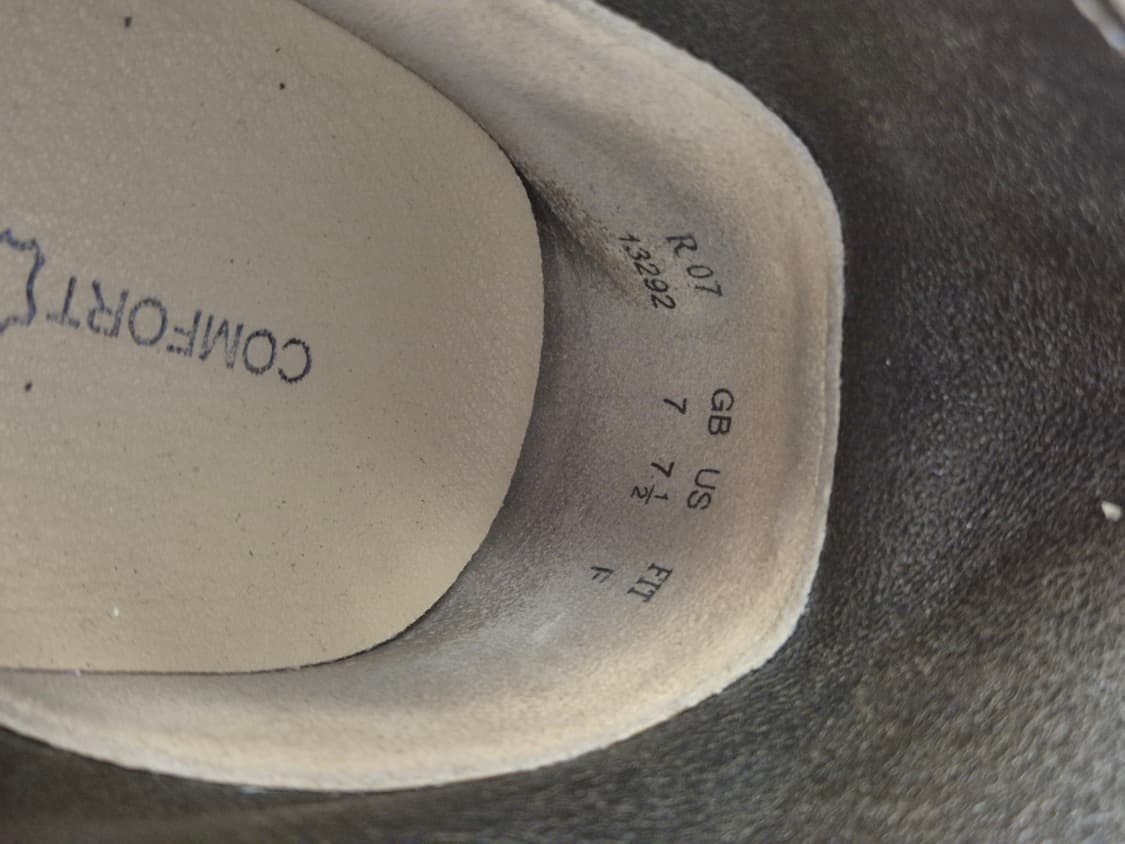 R 07
13292
GB US FIT
7 7 1/2 F
COMFORT